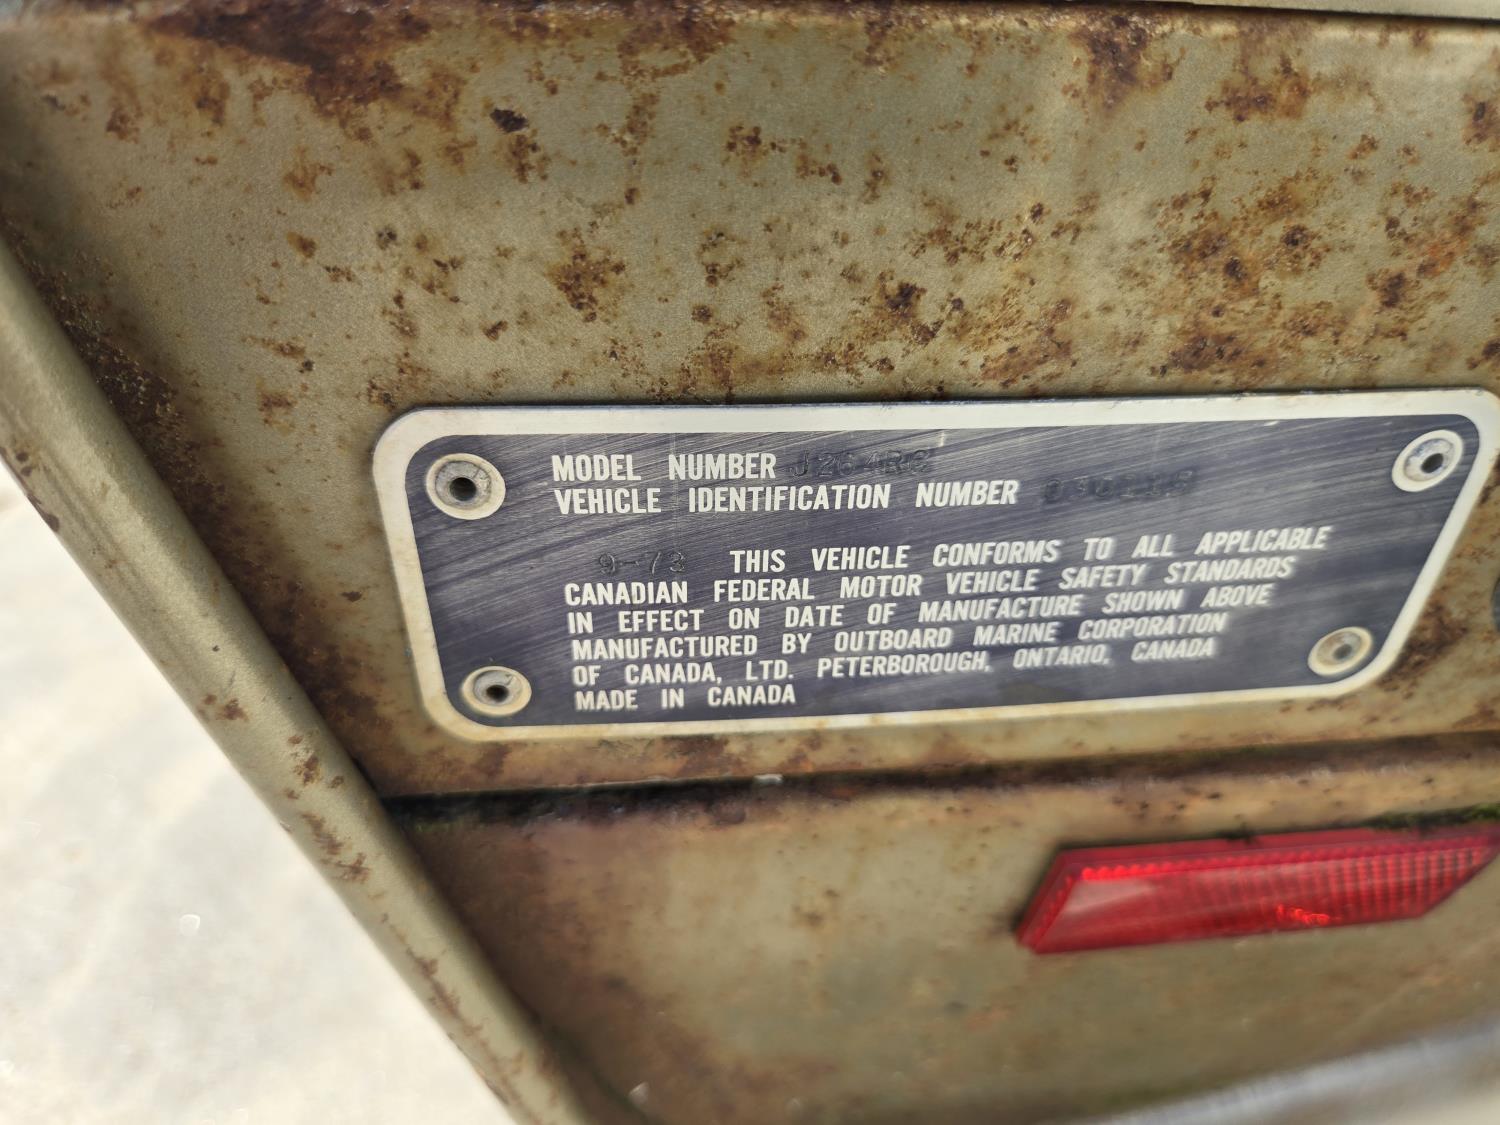 MODEL NUMBER J264RC
VEHICLE IDENTIFICATION NUMBER
9-73 THIS VEHICLE CONFORMS TO ALL APPLICABLE
CANADIAN FEDERAL MOTOR VEHICLE SAFETY STANDARDS
IN EFFECT ON DATE OF MANUFACTURE SHOWN ABOVE
MANUFACTURED BY OUTBOARD MARINE CORPORATION
OF CANADA, LTD. PETERBOROUGH, ONTARIO, CANADA
MADE IN CANADA